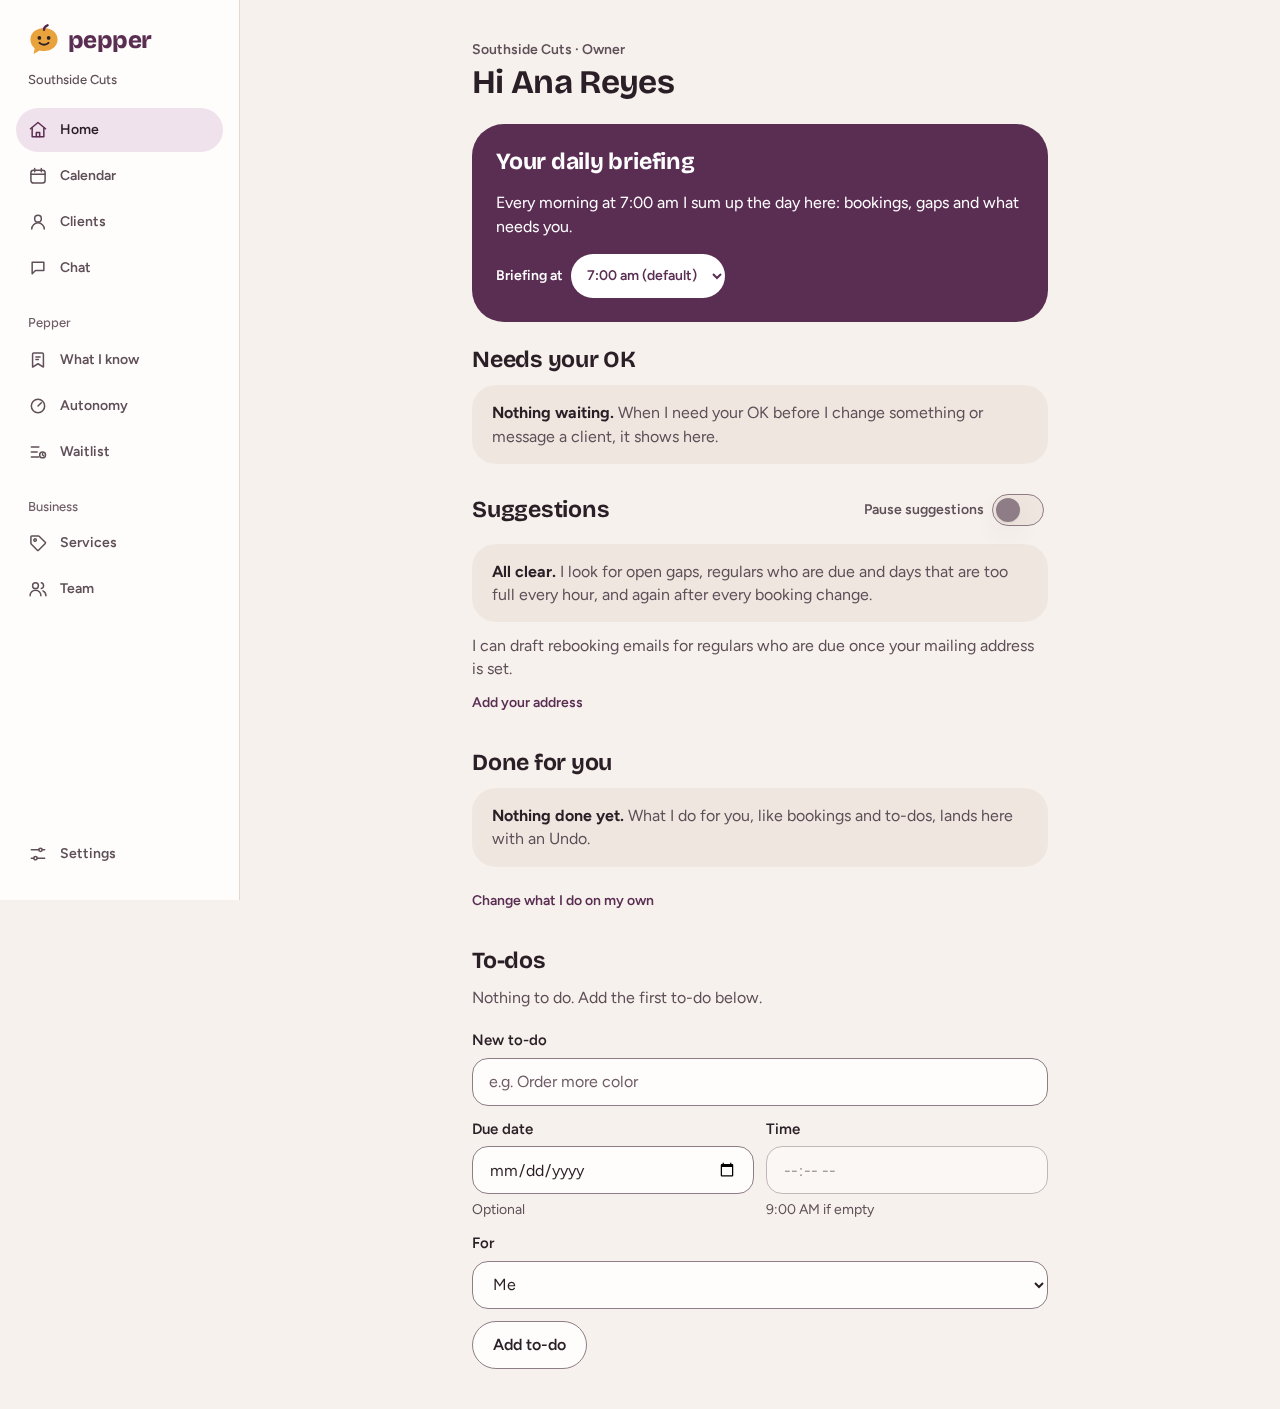 pepper
Southside Cuts
Home
Calendar
Clients
Chat
Pepper
What I know
Autonomy
Waitlist
Business
Services
Team
Settings
Southside Cuts · Owner
Hi Ana Reyes
Your daily briefing
Every morning at 7:00 am I sum up the day here: bookings, gaps and what
needs you.
Briefing at 7:00 am (default)
Needs your OK
Nothing waiting. When I need your OK before I change something or
message a client, it shows here.
Suggestions
Pause suggestions
All clear. I look for open gaps, regulars who are due and days that are too
full every hour, and again after every booking change.
I can draft rebooking emails for regulars who are due once your mailing address
is set.
Add your address
Done for you
Nothing done yet. What I do for you, like bookings and to-dos, lands here
with an Undo.
Change what I do on my own
To-dos
Nothing to do. Add the first to-do below.
New to-do
e.g. Order more color
Due date
Time
mm/dd/yyyy
--:-- --
Optional
9:00 AM if empty
For
Me
Add to-do